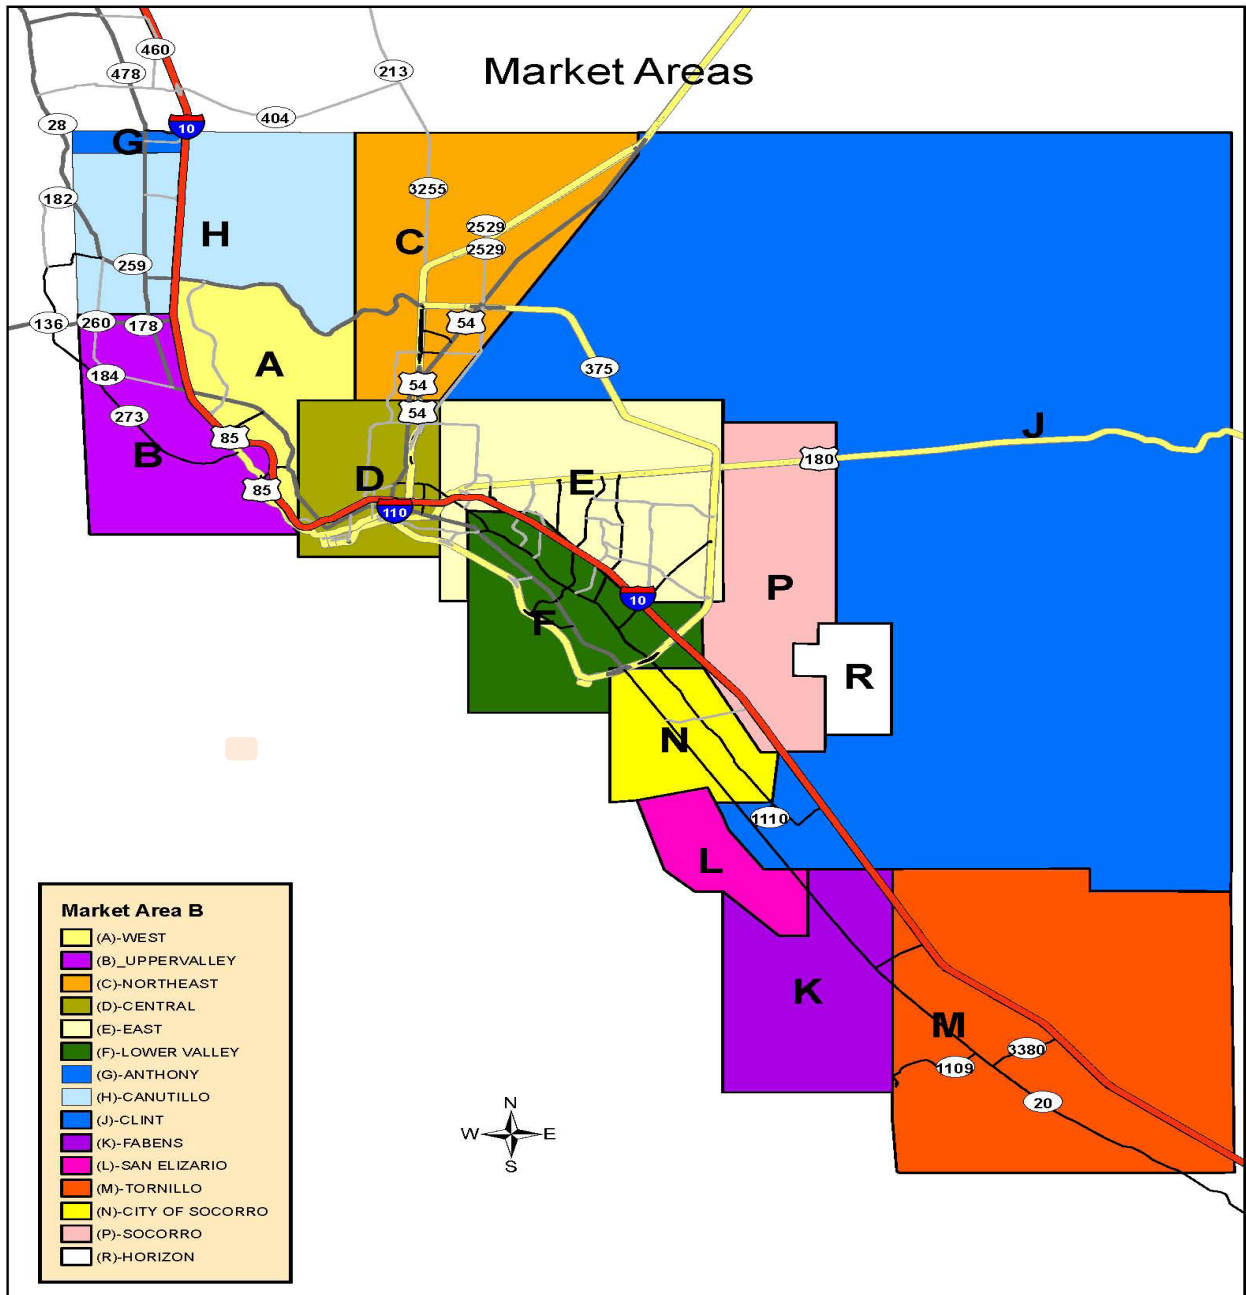 460
478
213
Market Areas
404
28
10
G
3255
182
2529
H
C
2529
259
136
260
178
54
A
375
184
54
54
273
J
85
B
180
D
E
85
110
P
10
F
R
N
1110
L
K
M
3380
1109
20
Market Area B
(A)-WEST
(B)_UPPERVALLEY
(C)-NORTHEAST
(D)-CENTRAL
(E)-EAST
(F)-LOWER VALLEY
(G)-ANTHONY
(H)-CANUTILLO
(J)-CLINT
(K)-FABENS
(L)-SAN ELIZARIO
(M)-TORNILLO
(N)-CITY OF SOCORRO
(P)-SOCORRO
(R)-HORIZON
N
W E
S